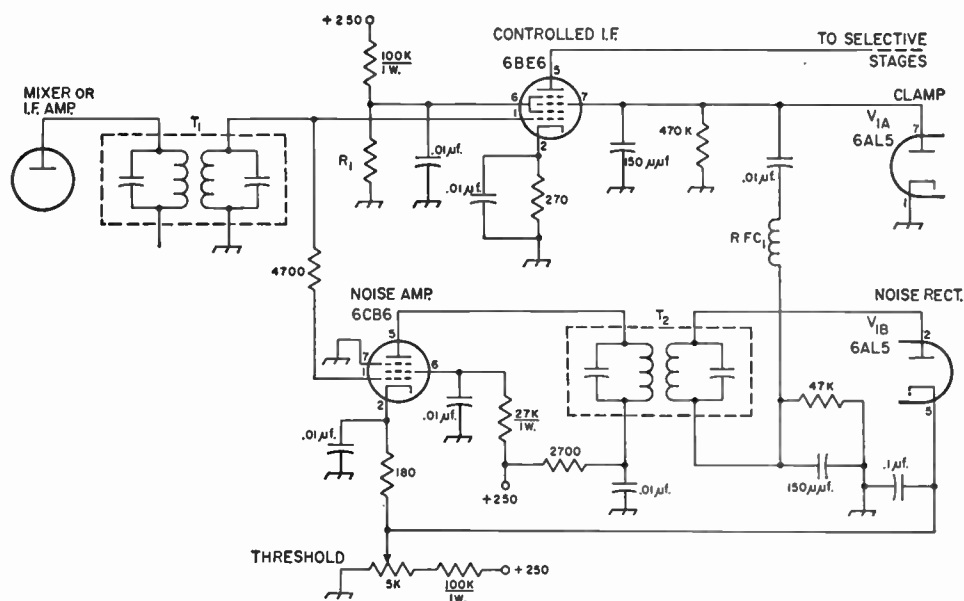 +250
100K
1W.
CONTROLLED I.F.
6BE6
TO SELECTIVE
STAGES
MIXER OR
I.F. AMP.
T1
R1
.01µf.
6
1
5
7
2
.01µf.
270
150µµf
470 K
.01µf.
CLAMP
V1A
6AL5
7
1
RFC1
4700
NOISE AMP.
6CB6
5
7
1
6
2
.01µf.
.01µf.
180
27K
1W.
+250
2700
.01µf.
T2
47K
150µµf.
.1µf.
NOISE RECT.
V1B
6AL5
2
5
THRESHOLD
5K
100K
1W.
+250